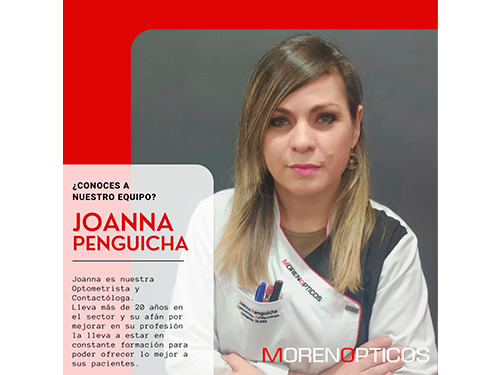 ¿CONOCES A
NUESTRO EQUIPO?
JOANNA
PENGUICHA
Joanna es nuestra
Optometrista y
Contactóloga.
Lleva más de 20 años en
el sector y su afán por
mejorar en su profesión
la lleva a estar en
constante formación para
poder ofrecer lo mejor a
sus pacientes.
MORENOPTICOS
Penguicha
MORENOPTICOS